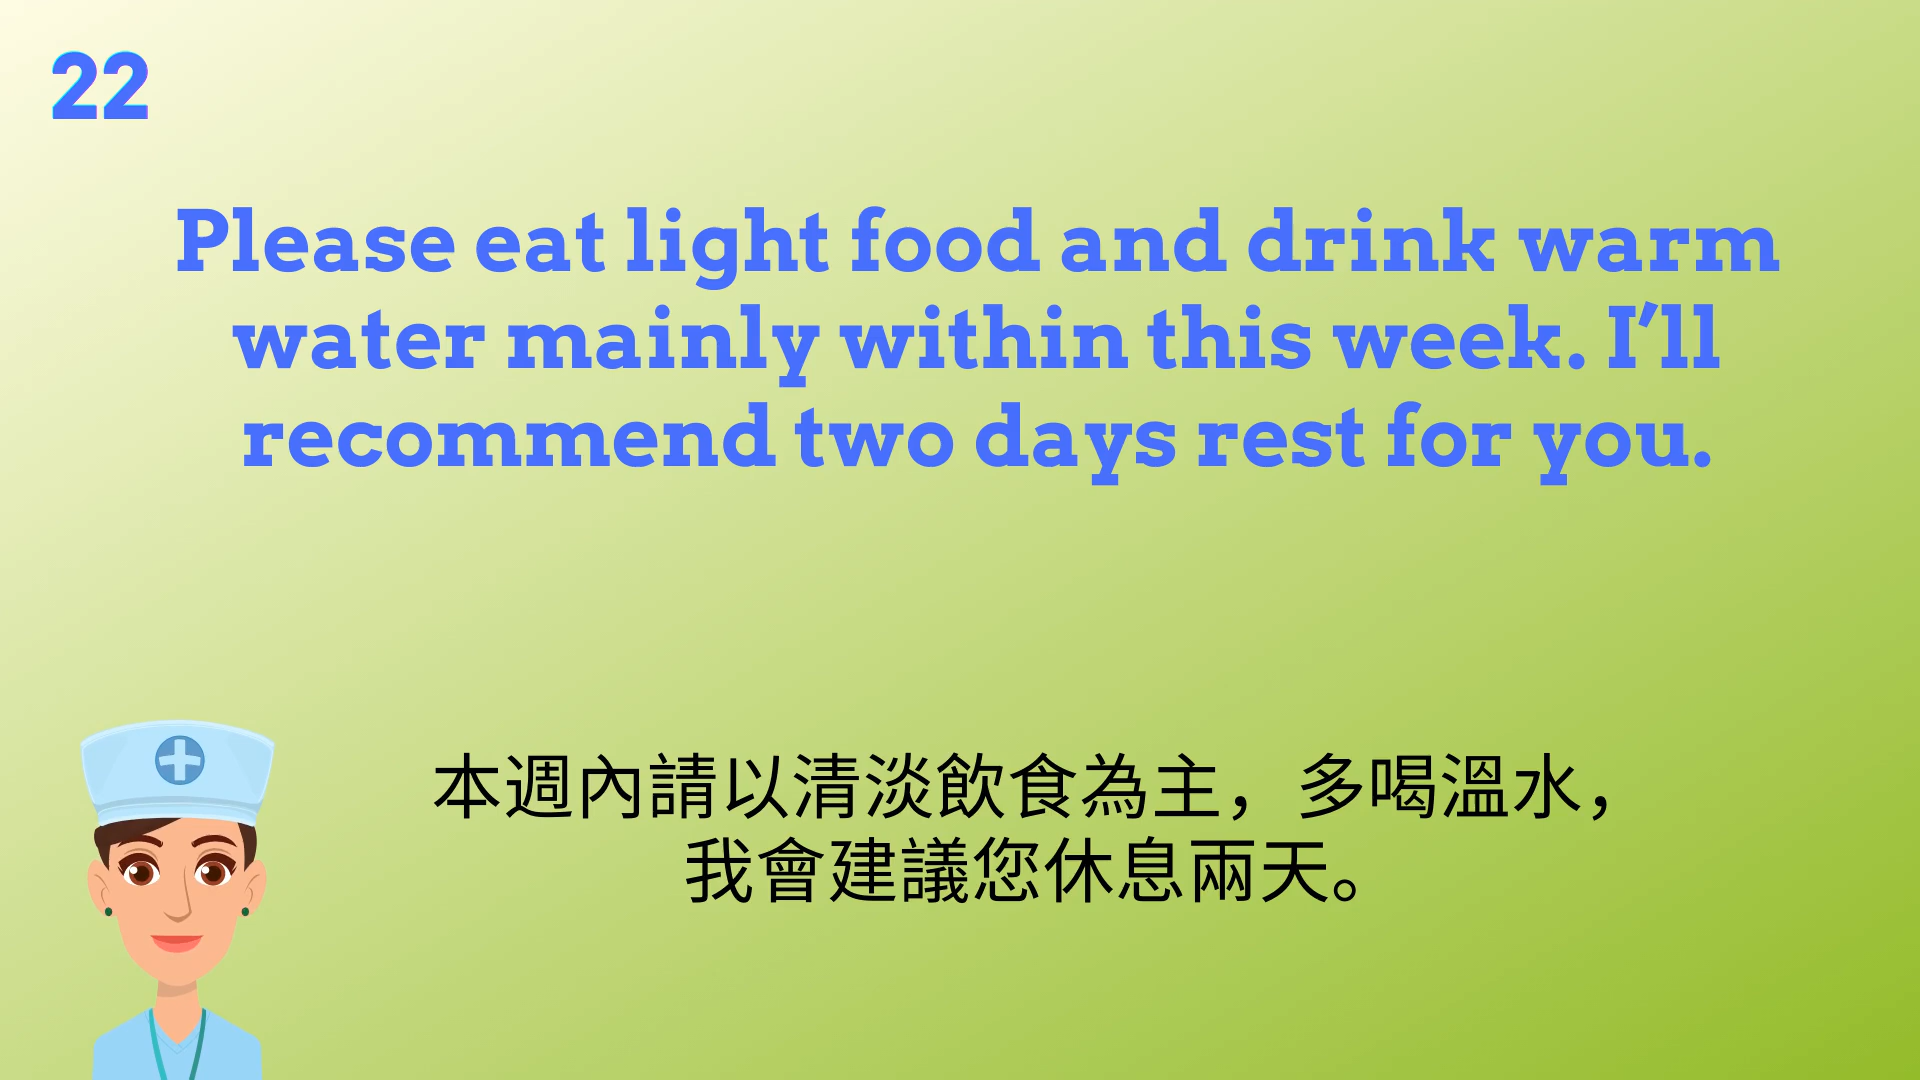 22
Please eat light food and drink warm
water mainly within this week. I’ll
recommend two days rest for you.
本週內請以清淡飲食為主，多喝溫水，
我會建議您休息兩天。